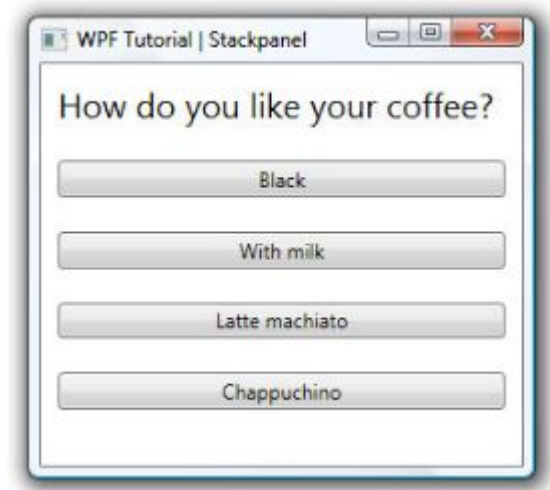 WPF Tutorial | Stackpanel
How do you like your coffee?
Black
With milk
Latte machiato
Chappuchino